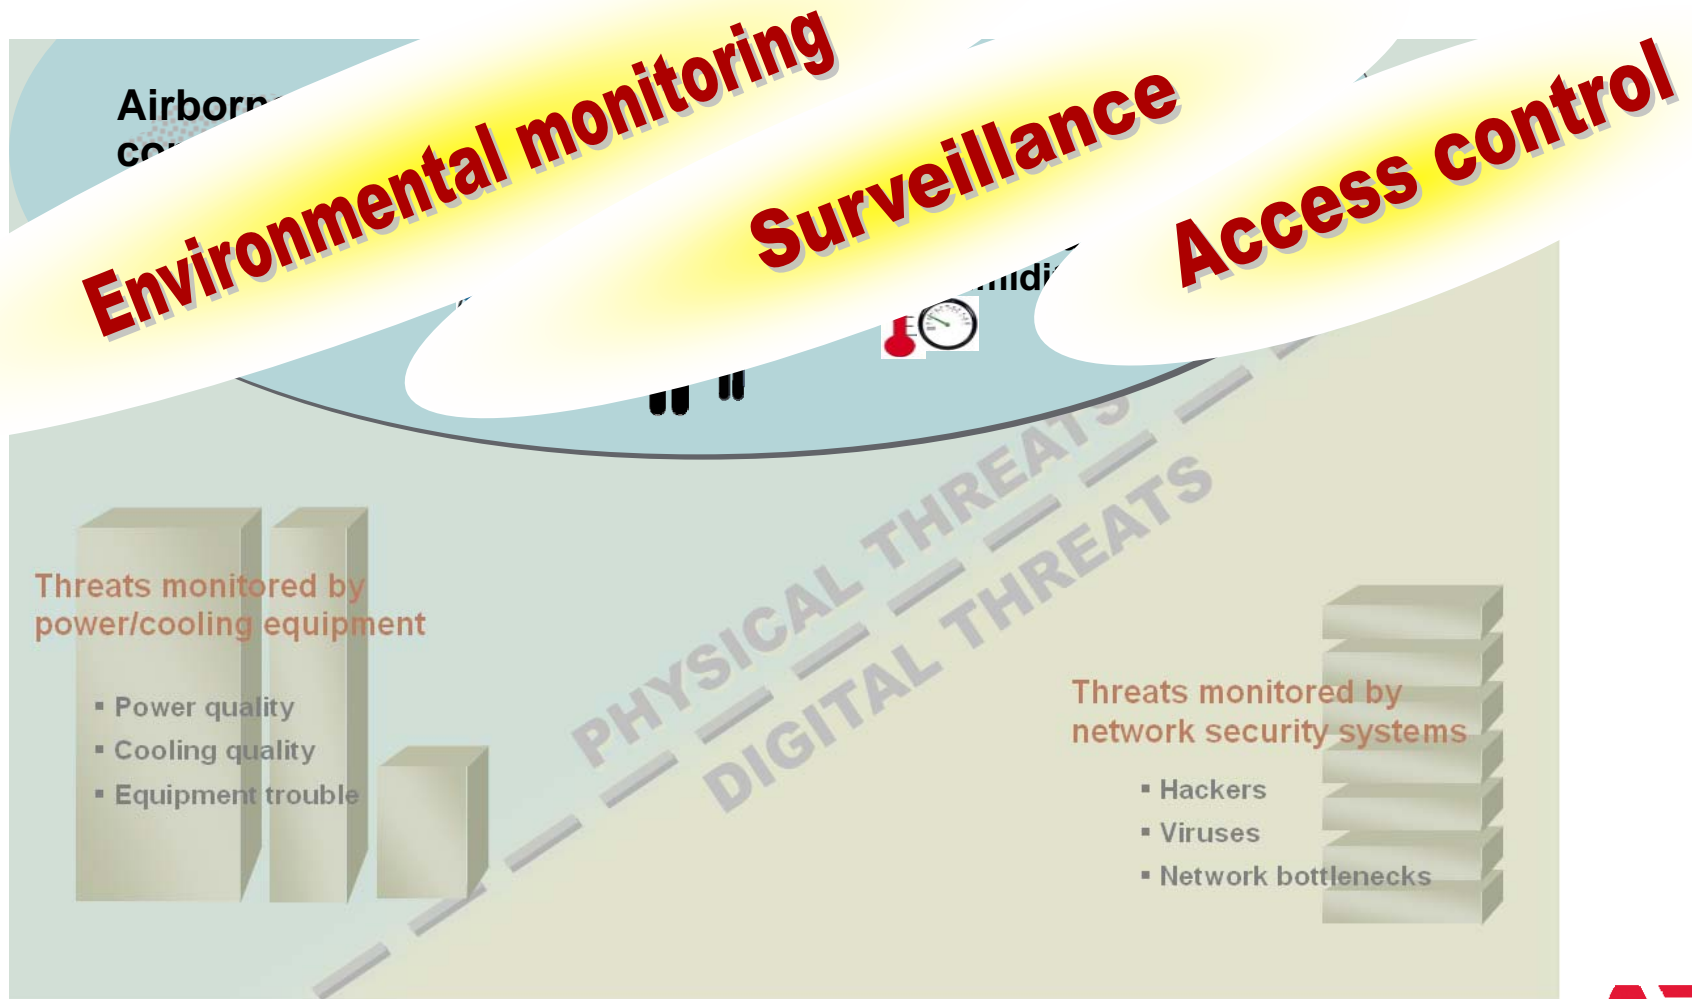 Environmental monitoring
Surveillance
Access control
PHYSICAL THREATS
DIGITAL THREATS
Threats monitored by
power/cooling equipment
▪ Power quality
▪ Cooling quality
▪ Equipment trouble
Threats monitored by
network security systems
▪ Hackers
▪ Viruses
▪ Network bottlenecks